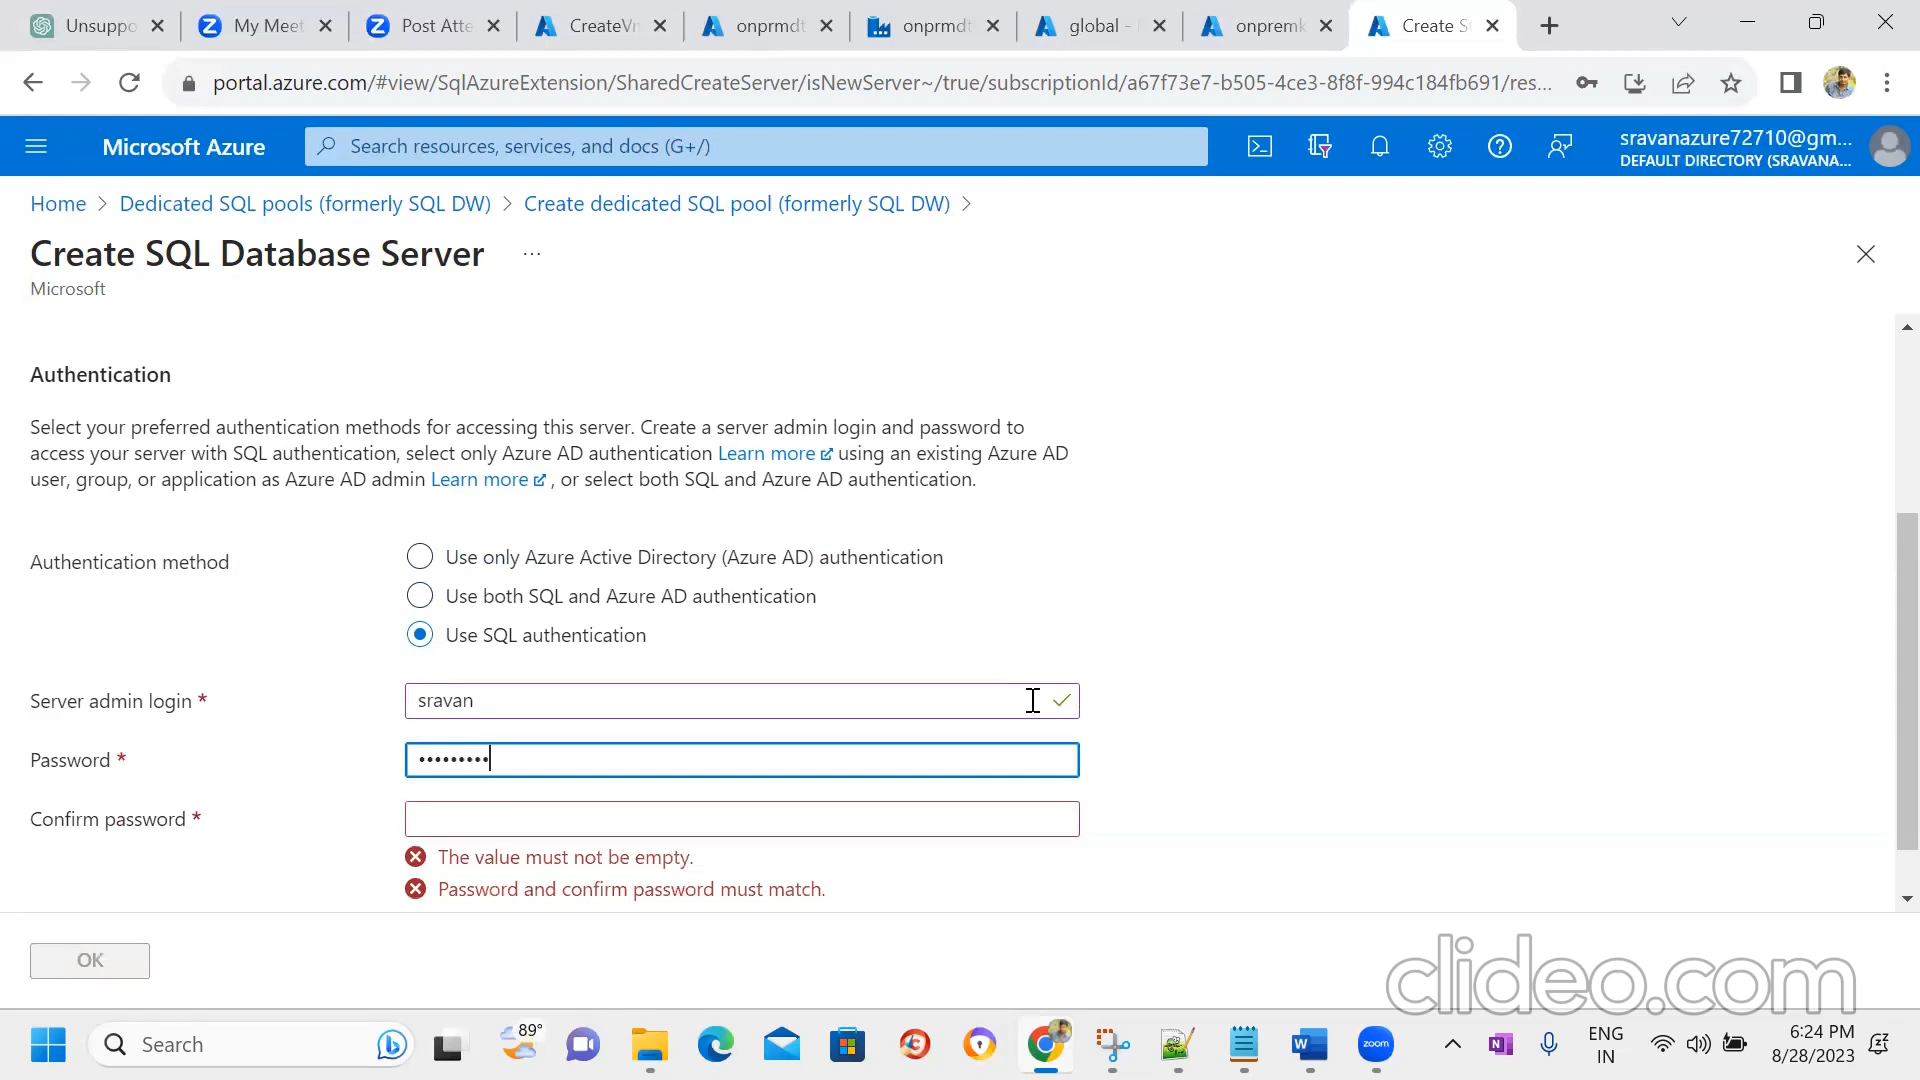 Unsuppo
My Meet
Post Atte
CreateVn
onprmdt
onprmdt
global -
onpremk
Create S
portal.azure.com/#view/SqlAzureExtension/SharedCreateServer/isNewServer~/true/subscriptionId/a67f73e7-b505-4ce3-8f8f-994c184fb691/res...
Microsoft Azure
Search resources, services, and docs (G+/)
sravanazure72710@gm...
DEFAULT DIRECTORY (SRAVANA...
Home > Dedicated SQL pools (formerly SQL DW) > Create dedicated SQL pool (formerly SQL DW) >
Create SQL Database Server ...
Microsoft
Authentication
Select your preferred authentication methods for accessing this server. Create a server admin login and password to
access your server with SQL authentication, select only Azure AD authentication Learn more using an existing Azure AD
user, group, or application as Azure AD admin Learn more , or select both SQL and Azure AD authentication.
Authentication method
Use only Azure Active Directory (Azure AD) authentication
Use both SQL and Azure AD authentication
Use SQL authentication
Server admin login *
sravan
Password *
•••••••••
Confirm password *
The value must not be empty.
Password and confirm password must match.
OK
clideo.com
Search
89°
zoom
ENG
IN
6:24 PM
8/28/2023